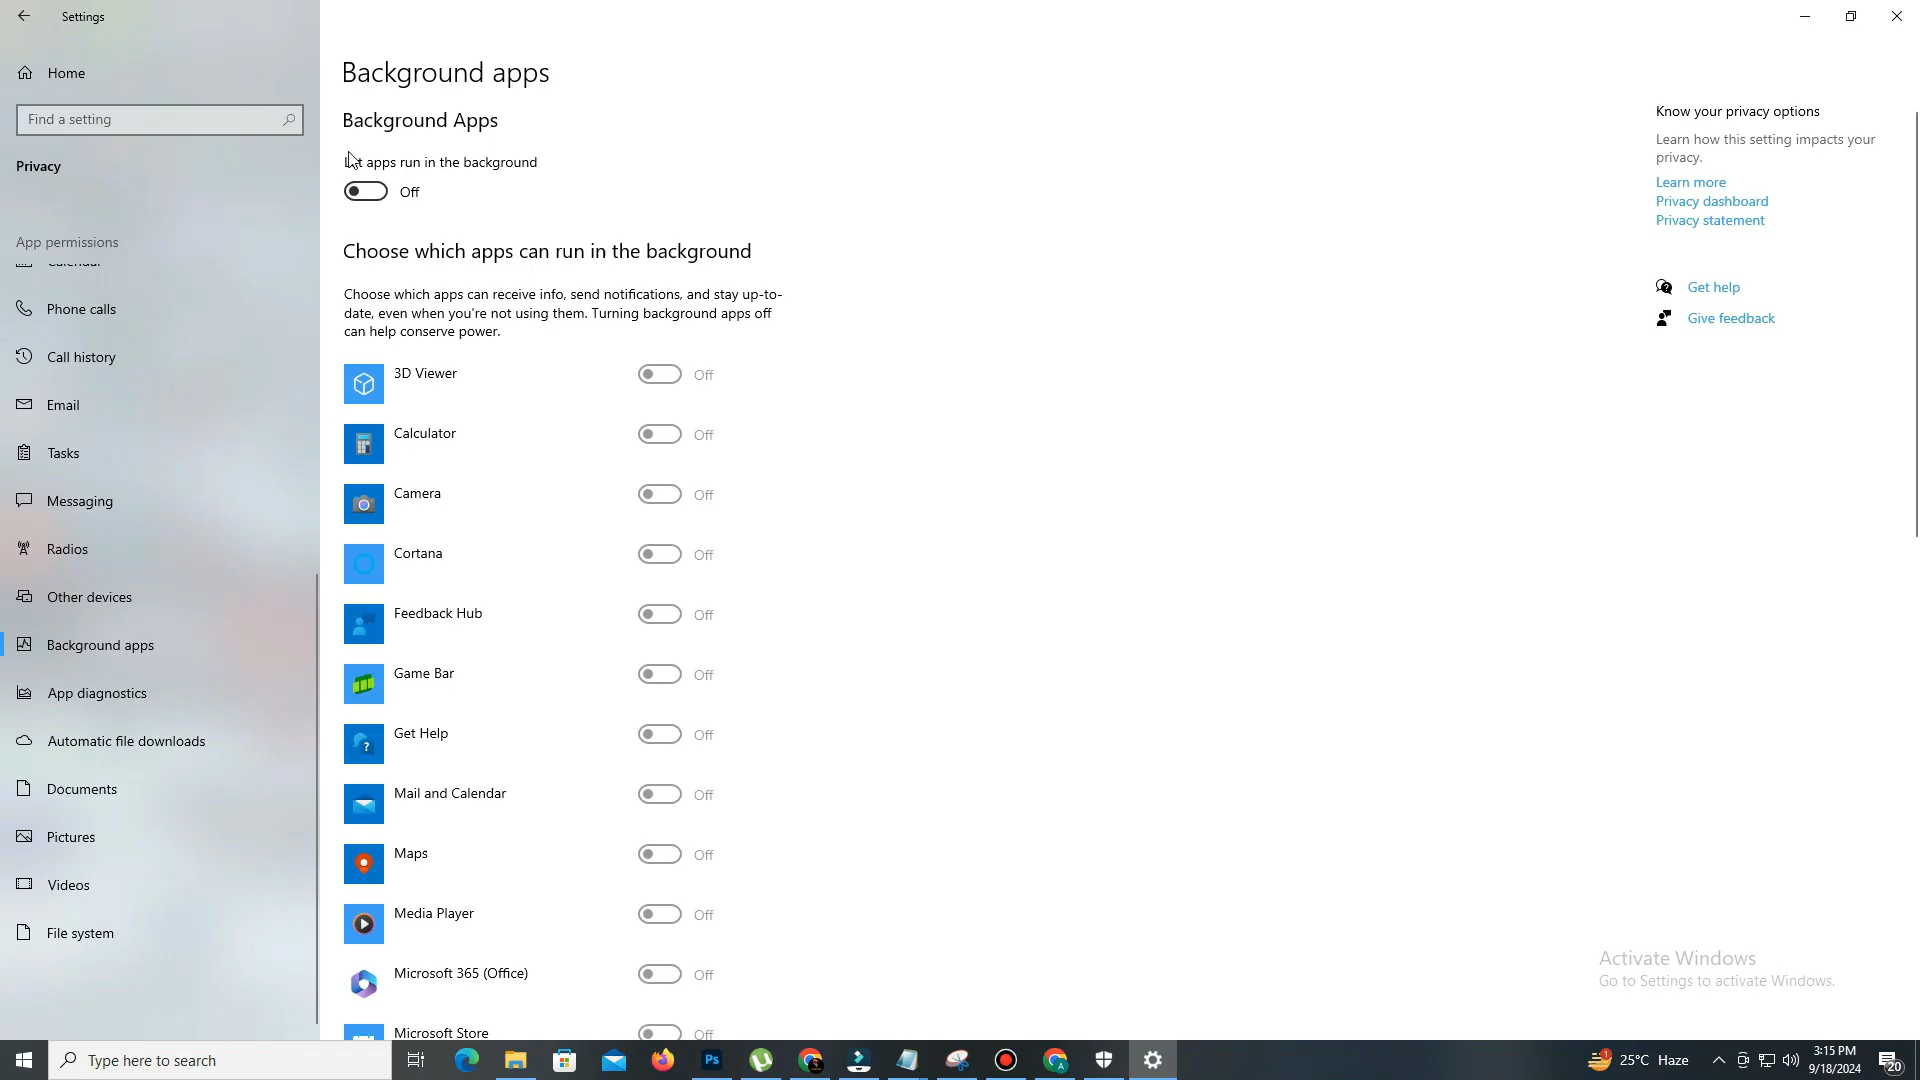 Settings
Home
Find a setting
Privacy
App permissions
Calendar
Phone calls
Call history
Email
Tasks
Messaging
Radios
Other devices
Background apps
App diagnostics
Automatic file downloads
Documents
Pictures
Videos
File system
Background apps
Background Apps
Let apps run in the background
Off
Choose which apps can run in the background
Choose which apps can receive info, send notifications, and stay up-to-
date, even when you're not using them. Turning background apps off
can help conserve power.
3D Viewer Off
Calculator Off
Camera Off
Cortana Off
Feedback Hub Off
Game Bar Off
Get Help Off
Mail and Calendar Off
Maps Off
Media Player Off
Microsoft 365 (Office) Off
Microsoft Store Off
Know your privacy options
Learn how this setting impacts your
privacy.
Learn more
Privacy dashboard
Privacy statement
Get help
Give feedback
Activate Windows
Go to Settings to activate Windows.
Type here to search
Ps
A
1
25°C Haze
3:15 PM
9/18/2024
20